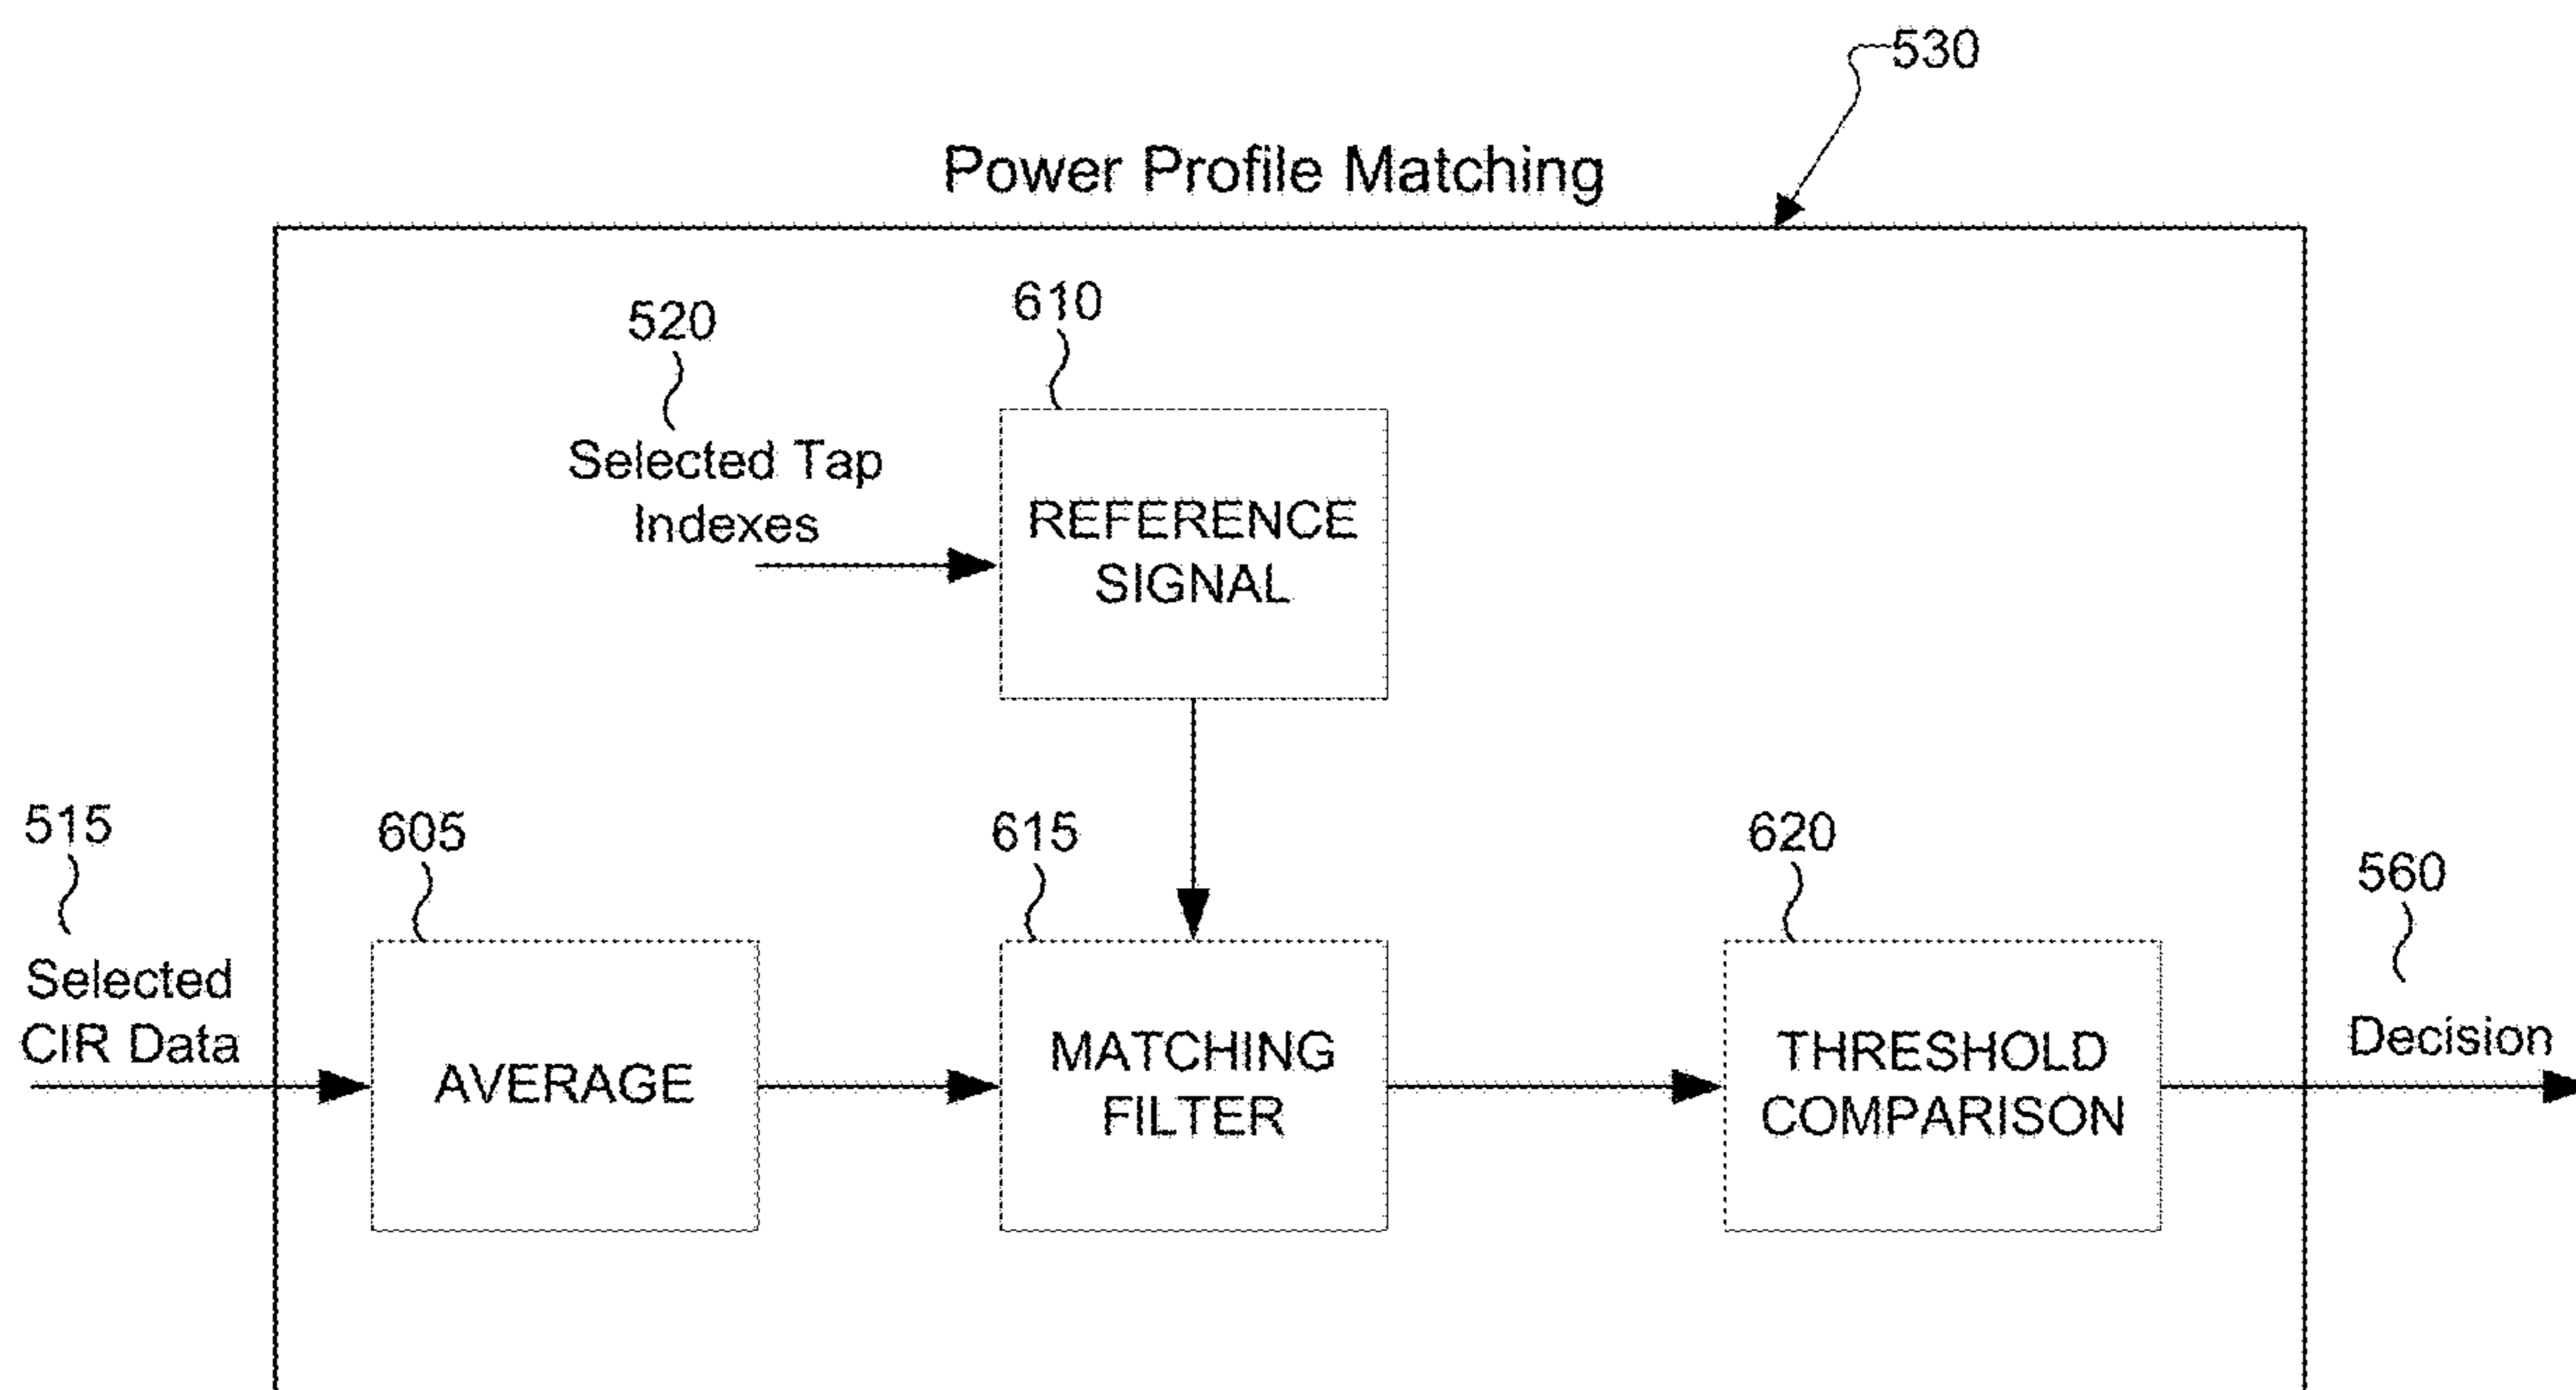 530
Power Profile Matching
520
610
Selected Tap
Indexes
REFERENCE
SIGNAL
515
605
615
620
560
Selected
CIR Data
AVERAGE
MATCHING
FILTER
THRESHOLD
COMPARISON
Decision